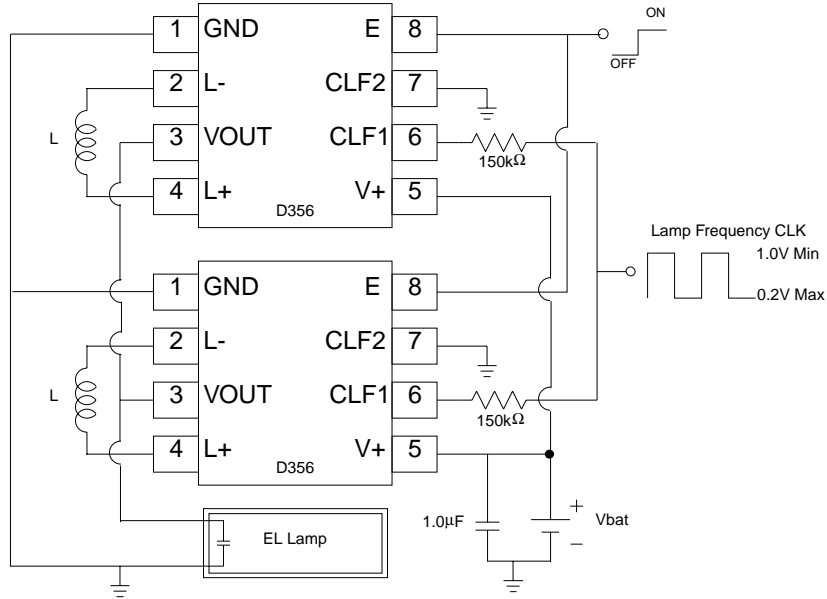 1 GND E 8
ON
OFF
2 L- CLF2 7
L
3 VOUT CLF1 6
150kΩ
4 L+ V+ 5
D356
Lamp Frequency CLK
1.0V Min
0.2V Max
1 GND E 8
2 L- CLF2 7
L
3 VOUT CLF1 6
150kΩ
4 L+ V+ 5
D356
1.0μF
+
Vbat
−
EL Lamp